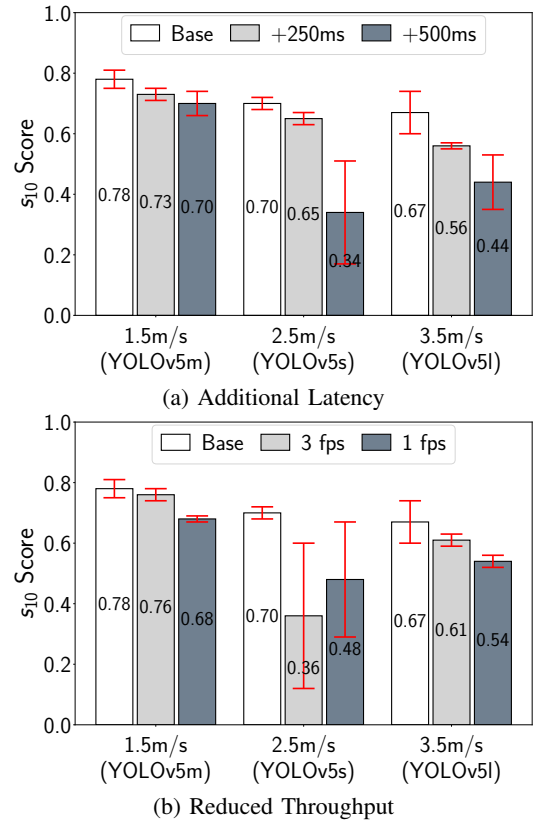 1.0
Base +250ms +500ms
0.8
0.6
0.4
0.2
0.0
s10 Score
0.78 0.73 0.70 0.70 0.65 0.34 0.67 0.56 0.44
1.5m/s 2.5m/s 3.5m/s
(YOLOv5m) (YOLOv5s) (YOLOv5l)
(a) Additional Latency
1.0
Base 3 fps 1 fps
0.8
0.6
0.4
0.2
0.0
s10 Score
0.78 0.76 0.68 0.70 0.36 0.48 0.67 0.61 0.54
1.5m/s 2.5m/s 3.5m/s
(YOLOv5m) (YOLOv5s) (YOLOv5l)
(b) Reduced Throughput